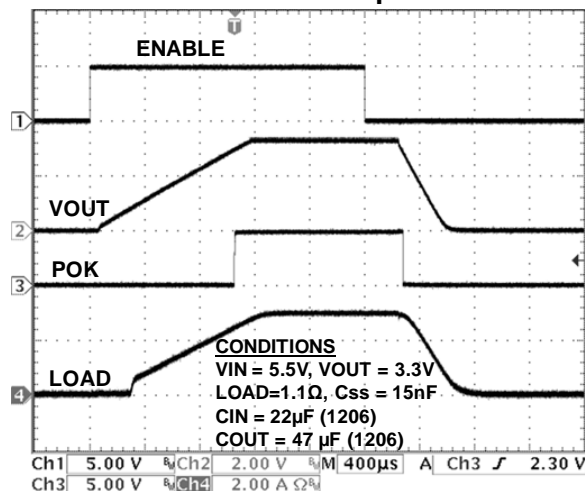 T
ENABLE
1
VOUT
2
POK
3
CONDITIONS
VIN = 5.5V, VOUT = 3.3V
LOAD
LOAD=1.1Ω, Css = 15nF
4
CIN = 22µF (1206)
COUT = 47 µF (1206)
Ch1 5.00 V Ch2 2.00 V M 400µs A Ch3 2.30 V
Ch3 5.00 V Ch4 2.00 A Ω